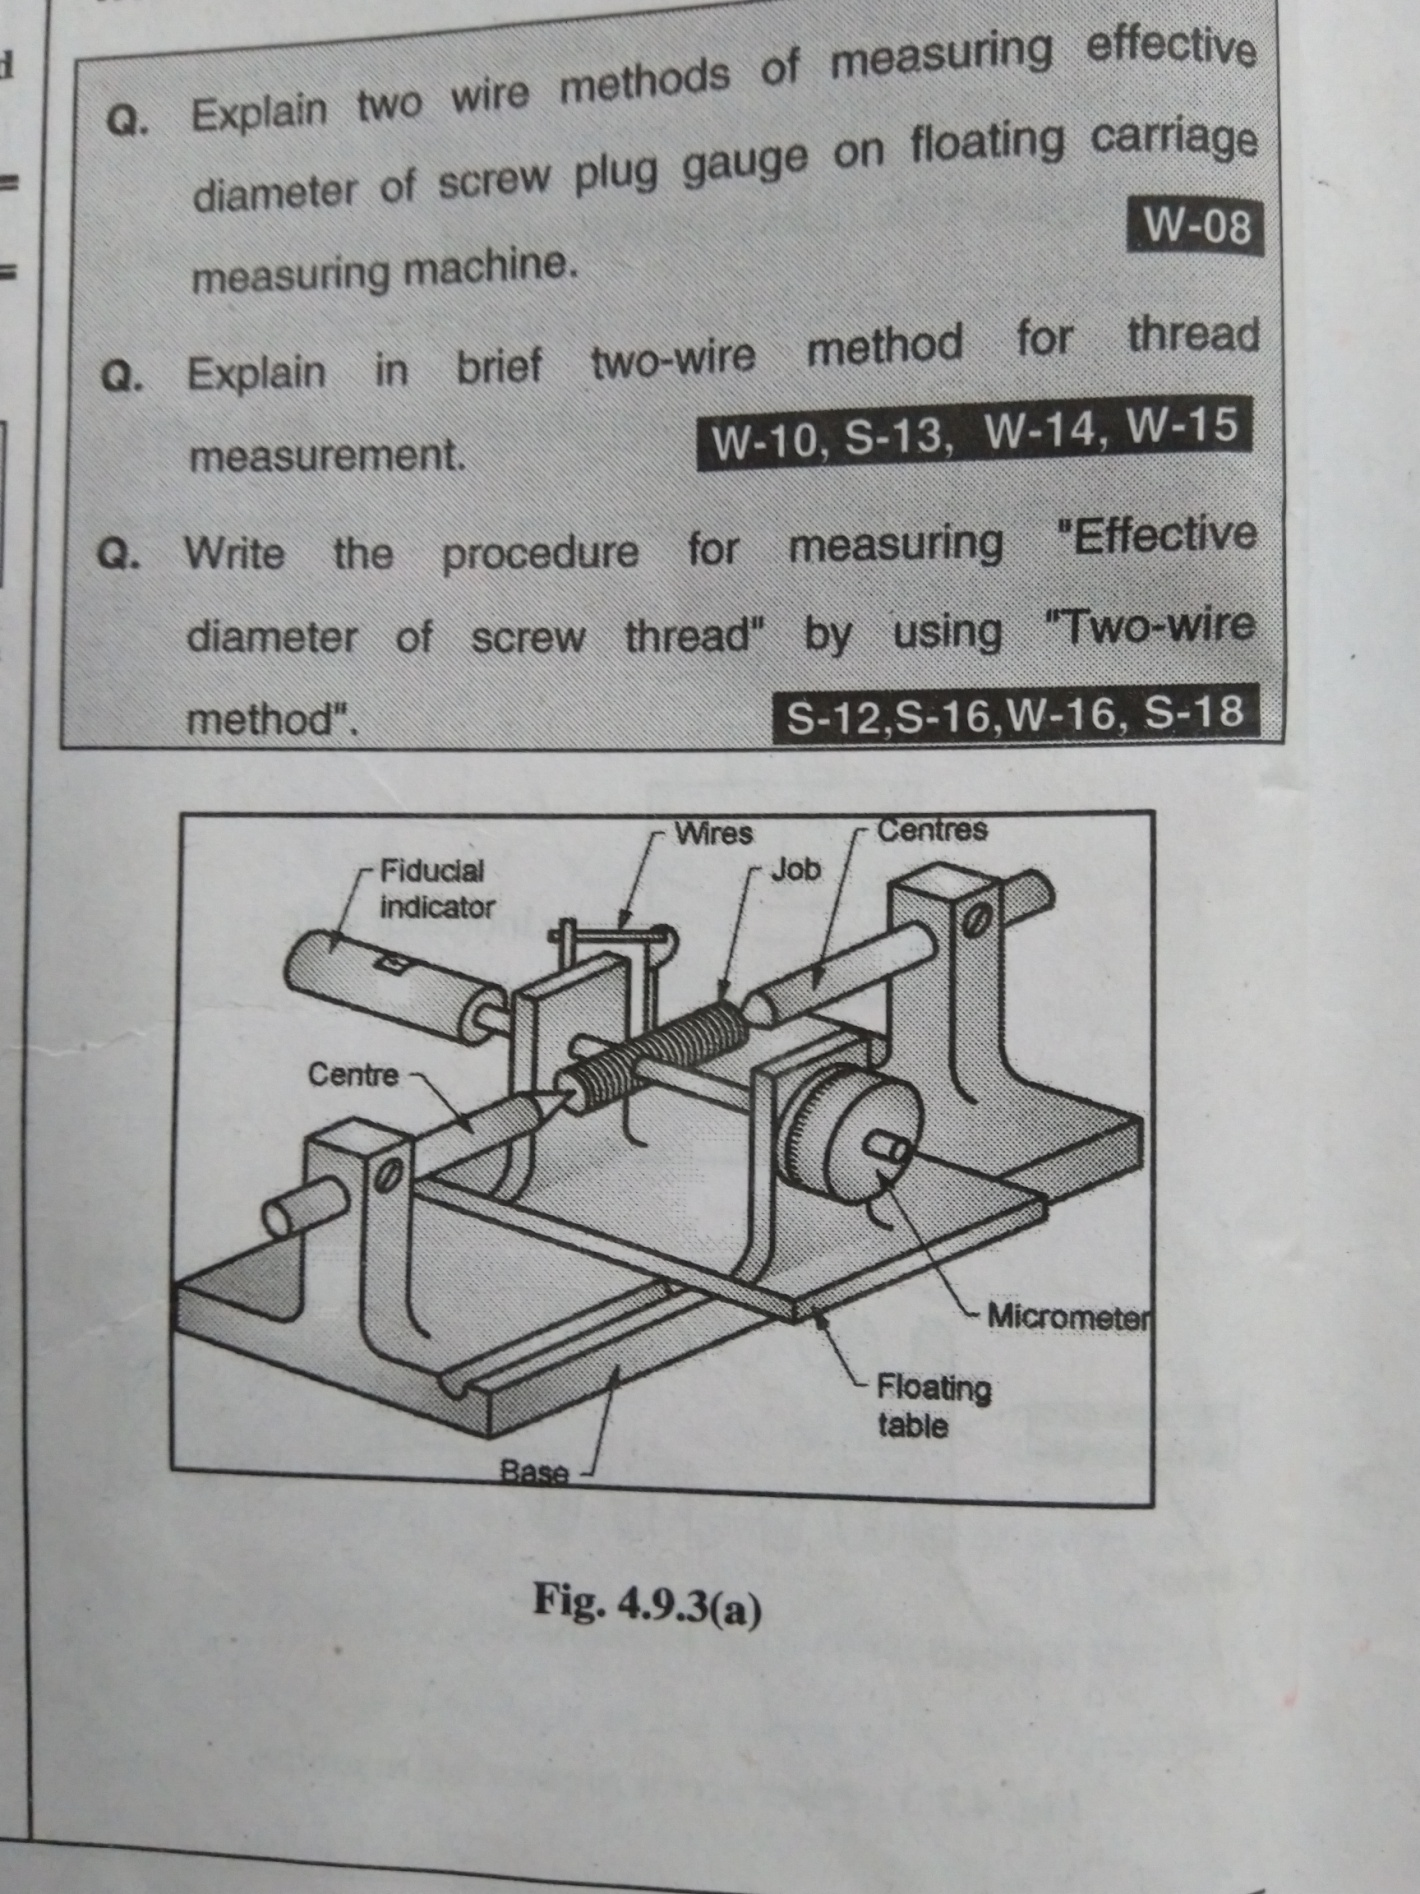 d
Q. Explain two wire methods of measuring effective
diameter of screw plug gauge on floating carriage
measuring machine. W-08
Q. Explain in brief two-wire method for thread
measurement. W-10, S-13, W-14, W-15
Q. Write the procedure for measuring "Effective
diameter of screw thread" by using "Two-wire
method". S-12,S-16,W-16, S-18
Wires
Centres
Fiducial
indicator
Job
Centre
Micrometer
Floating
table
Base
Fig. 4.9.3(a)